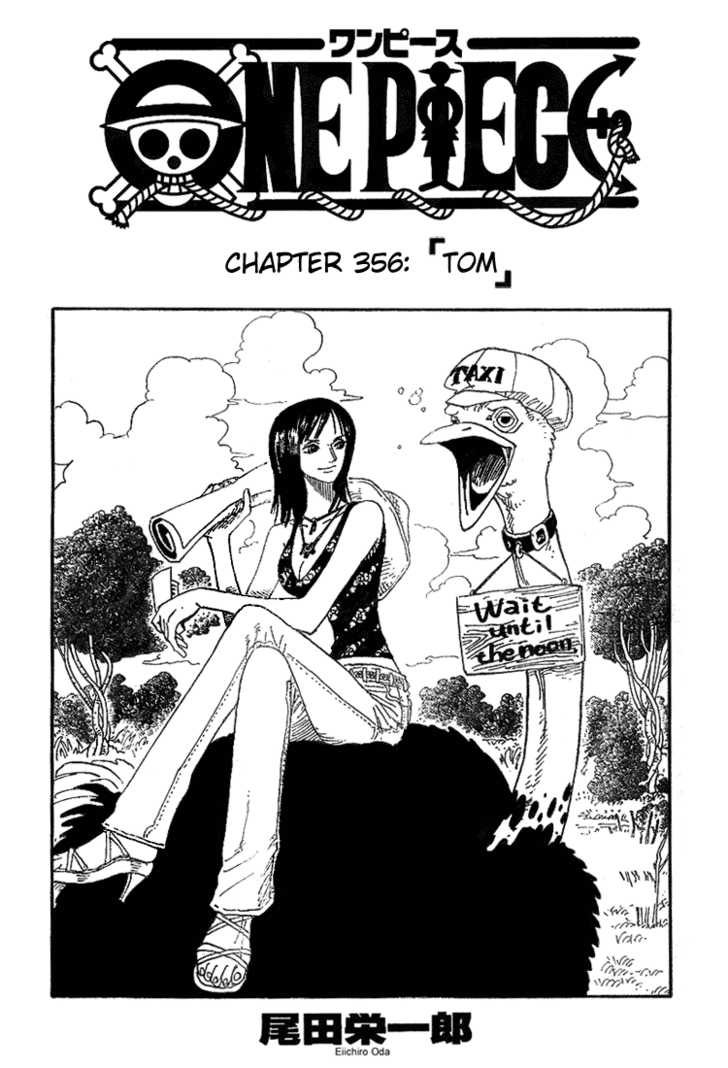 ワンピース
ONE PIECE
CHAPTER 356: 『TOM』
TAXI
Wait
until
the noon.
尾田栄一郎
Eiichiro Oda